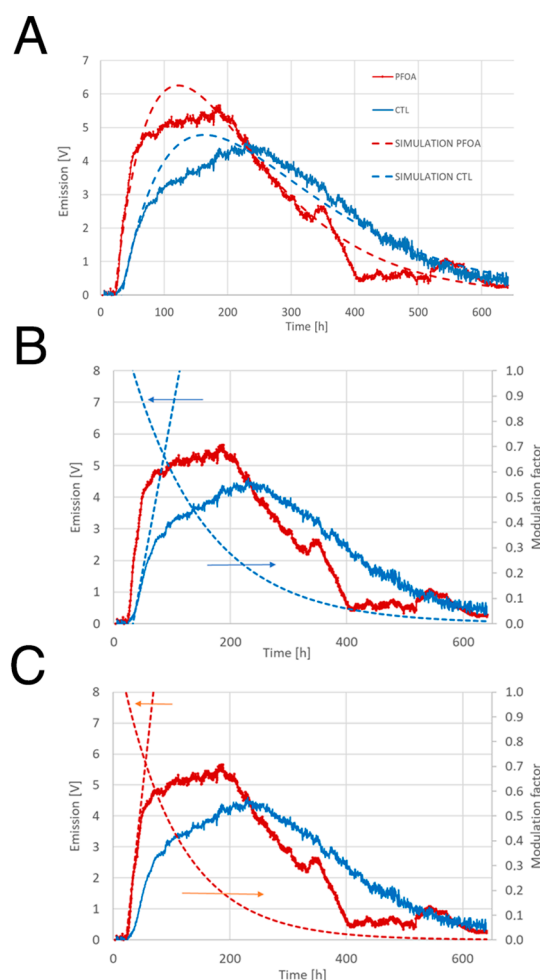 A
7
6
5
4
3
2
1
0
Emission [V]
PFOA
CTL
SIMULATION PFOA
SIMULATION CTL
0 100 200 300 400 500 600
Time [h]
B
8
7
6
5
4
3
2
1
0
Emission [V]
1.0
0.9
0.8
0.7
0.6
0.5
0.4
0.3
0.2
0.1
0.0
Modulation factor
0 200 400 600
Time [h]
C
8
7
6
5
4
3
2
1
0
Emission [V]
1.0
0.9
0.8
0.7
0.6
0.5
0.4
0.3
0.2
0.1
0.0
Modulation factor
0 200 400 600
Time [h]